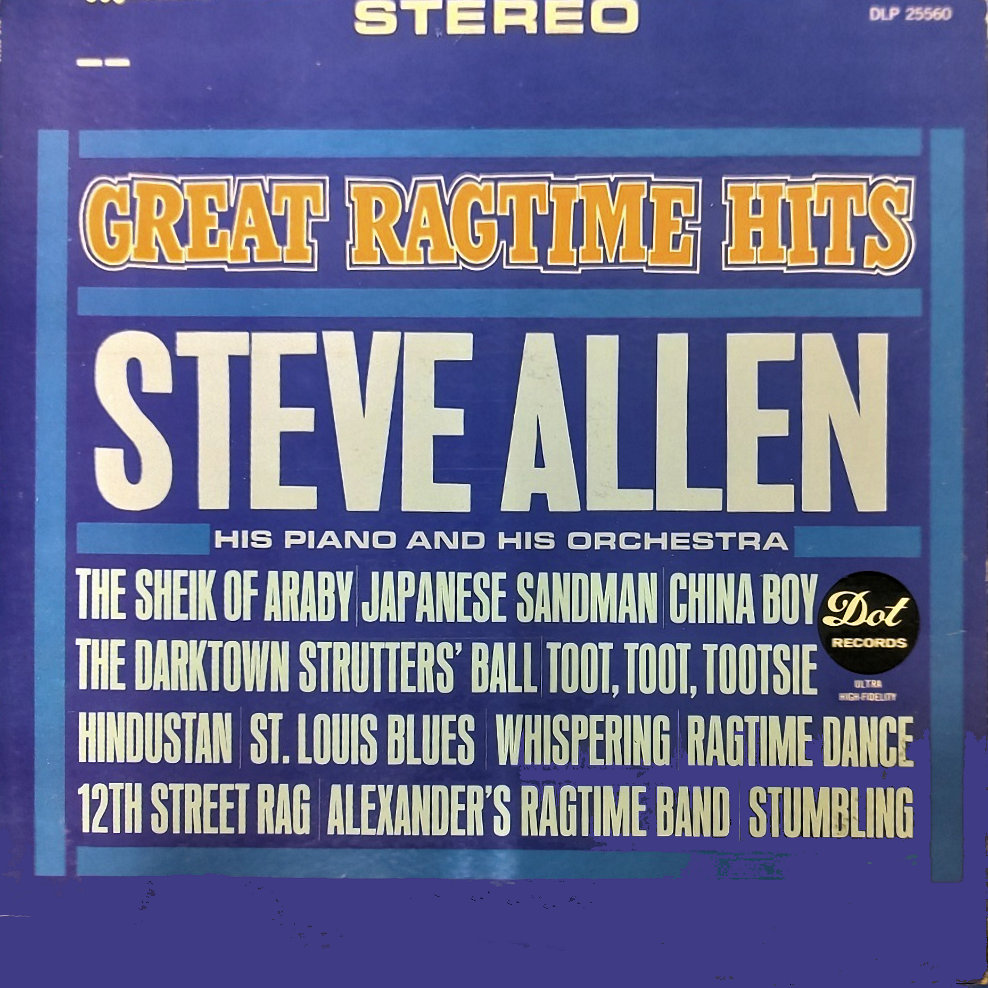 STEREO
DLP 25560
GREAT RAGTIME HITS
STEVE ALLEN
HIS PIANO AND HIS ORCHESTRA
THE SHEIK OF ARABY JAPANESE SANDMAN CHINA BOY
THE DARKTOWN STRUTTERS' BALL TOOT, TOOT, TOOTSIE
HINDUSTAN ST. LOUIS BLUES WHISPERING RAGTIME DANCE
12TH STREET RAG ALEXANDER'S RAGTIME BAND STUMBLING
Dot
RECORDS
ULTRA
HIGH-FIDELITY